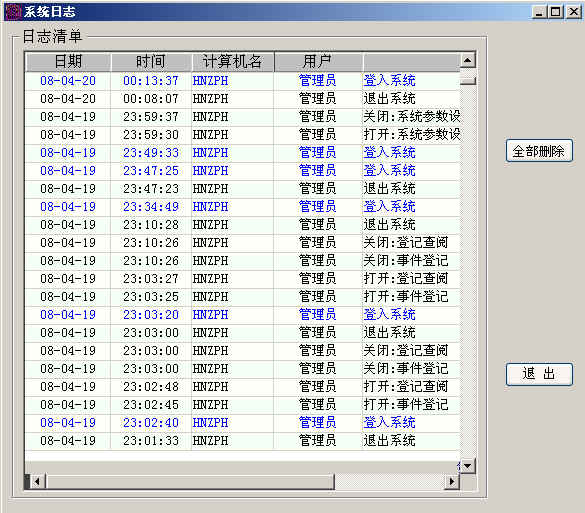 系统日志
日志清单
日期 时间 计算机名 用户
08-04-20 00:13:37 HNZPH 管理员 登入系统
08-04-20 00:08:07 HNZPH 管理员 退出系统
08-04-19 23:59:37 HNZPH 管理员 关闭:系统参数设
08-04-19 23:59:30 HNZPH 管理员 打开:系统参数设
08-04-19 23:49:33 HNZPH 管理员 登入系统
08-04-19 23:47:25 HNZPH 管理员 登入系统
08-04-19 23:47:23 HNZPH 管理员 退出系统
08-04-19 23:34:49 HNZPH 管理员 登入系统
08-04-19 23:10:28 HNZPH 管理员 退出系统
08-04-19 23:10:26 HNZPH 管理员 关闭:登记查阅
08-04-19 23:10:26 HNZPH 管理员 关闭:事件登记
08-04-19 23:03:27 HNZPH 管理员 打开:登记查阅
08-04-19 23:03:25 HNZPH 管理员 打开:事件登记
08-04-19 23:03:20 HNZPH 管理员 登入系统
08-04-19 23:03:00 HNZPH 管理员 退出系统
08-04-19 23:03:00 HNZPH 管理员 关闭:登记查阅
08-04-19 23:03:00 HNZPH 管理员 关闭:事件登记
08-04-19 23:02:48 HNZPH 管理员 打开:登记查阅
08-04-19 23:02:45 HNZPH 管理员 打开:事件登记
08-04-19 23:02:40 HNZPH 管理员 登入系统
08-04-19 23:01:33 HNZPH 管理员 退出系统
全部删除
退 出